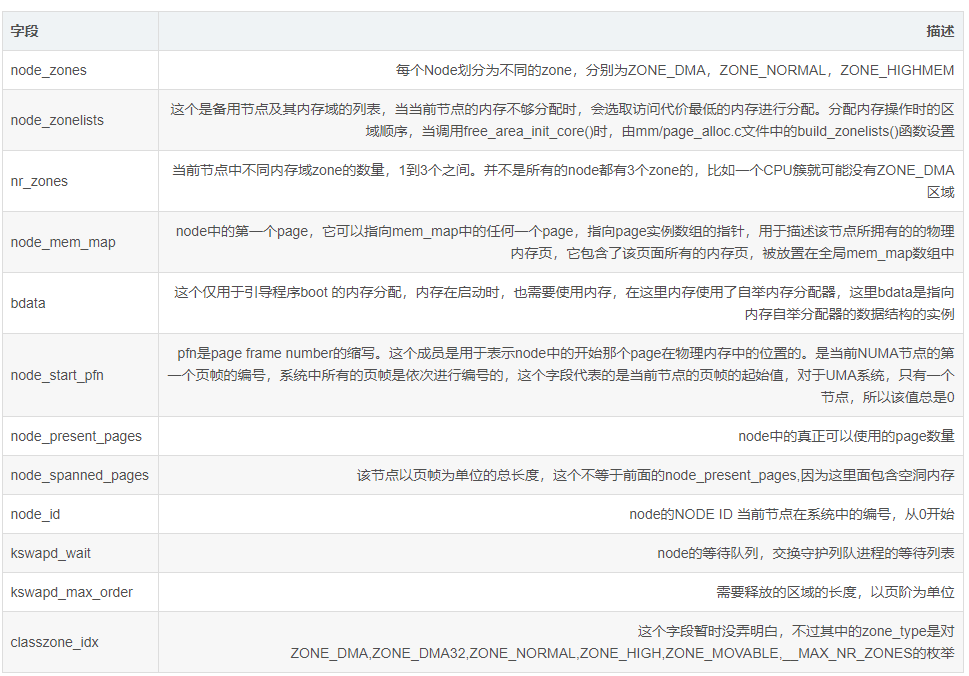 字段
描述
node_zones
每个Node划分为不同的zone，分别为ZONE_DMA，ZONE_NORMAL，ZONE_HIGHMEM
node_zonelists
这个是备用节点及其内存域的列表，当当前节点的内存不够分配时，会选取访问代价最低的内存进行分配。分配内存操作时的区
域顺序，当调用free_area_init_core()时，由mm/page_alloc.c文件中的build_zonelists()函数设置
nr_zones
当前节点中不同内存域zone的数量，1到3个之间。并不是所有的node都有3个zone的，比如一个CPU簇就可能没有ZONE_DMA
区域
node_mem_map
node中的第一个page，它可以指向mem_map中的任何一个page，指向page实例数组的指针，用于描述该节点所拥有的的物理
内存页，它包含了该页面所有的内存页，被放置在全局mem_map数组中
bdata
这个仅用于引导程序boot 的内存分配，内存在启动时，也需要使用内存，在这里内存使用了自举内存分配器，这里bdata是指向
内存自举分配器的数据结构的实例
node_start_pfn
pfn是page frame number的缩写。这个成员是用于表示node中的开始那个page在物理内存中的位置的。是当前NUMA节点的第
一个页帧的编号，系统中所有的页帧是依次进行编号的，这个字段代表的是当前节点的页帧的起始值，对于UMA系统，只有一个
节点，所以该值总是0
node_present_pages
node中的真正可以使用的page数量
node_spanned_pages
该节点以页帧为单位的总长度，这个不等于前面的node_present_pages,因为这里面包含空洞内存
node_id
node的NODE ID 当前节点在系统中的编号，从0开始
kswapd_wait
node的等待队列，交换守护列队进程的等待列表
kswapd_max_order
需要释放的区域的长度，以页阶为单位
classzone_idx
这个字段暂时没弄明白，不过其中的zone_type是对
ZONE_DMA,ZONE_DMA32,ZONE_NORMAL,ZONE_HIGH,ZONE_MOVABLE,__MAX_NR_ZONES的枚举